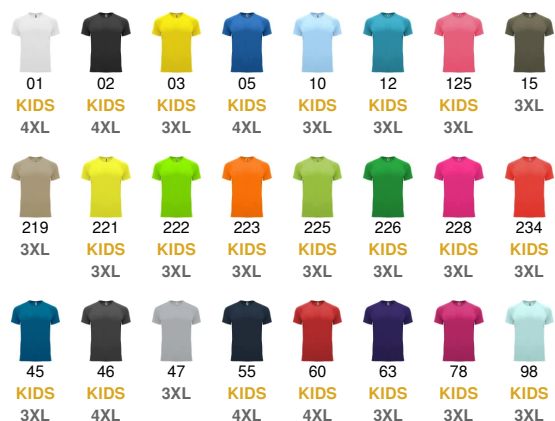 01 02 03 05 10 12 125 15
KIDS KIDS KIDS KIDS KIDS KIDS KIDS 3XL
4XL 4XL 3XL 4XL 3XL 3XL 3XL
219 221 222 223 225 226 228 234
3XL KIDS KIDS KIDS KIDS KIDS KIDS KIDS
3XL 3XL 3XL 3XL 3XL 3XL 3XL
45 46 47 55 60 63 78 98
KIDS KIDS 3XL KIDS KIDS KIDS KIDS KIDS
3XL 4XL 4XL 4XL 3XL 3XL 3XL